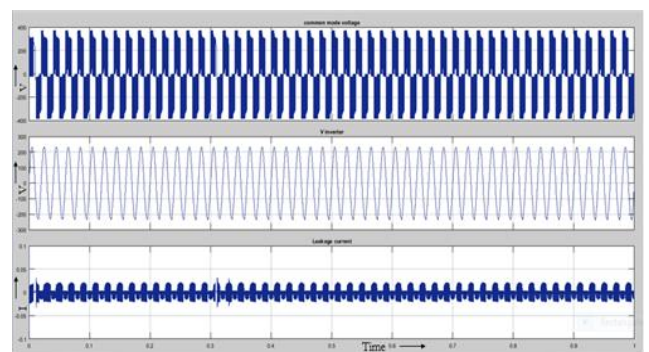 common mode voltage
400
200
0
-200
-400
V
V inverter
300
200
100
0
-100
-200
-300
V
Leakage current
0.1
0.05
0
-0.05
-0.1
I
0 0.1 0.2 0.3 0.4 0.5 0.6 0.7 0.8 0.9 1
Time